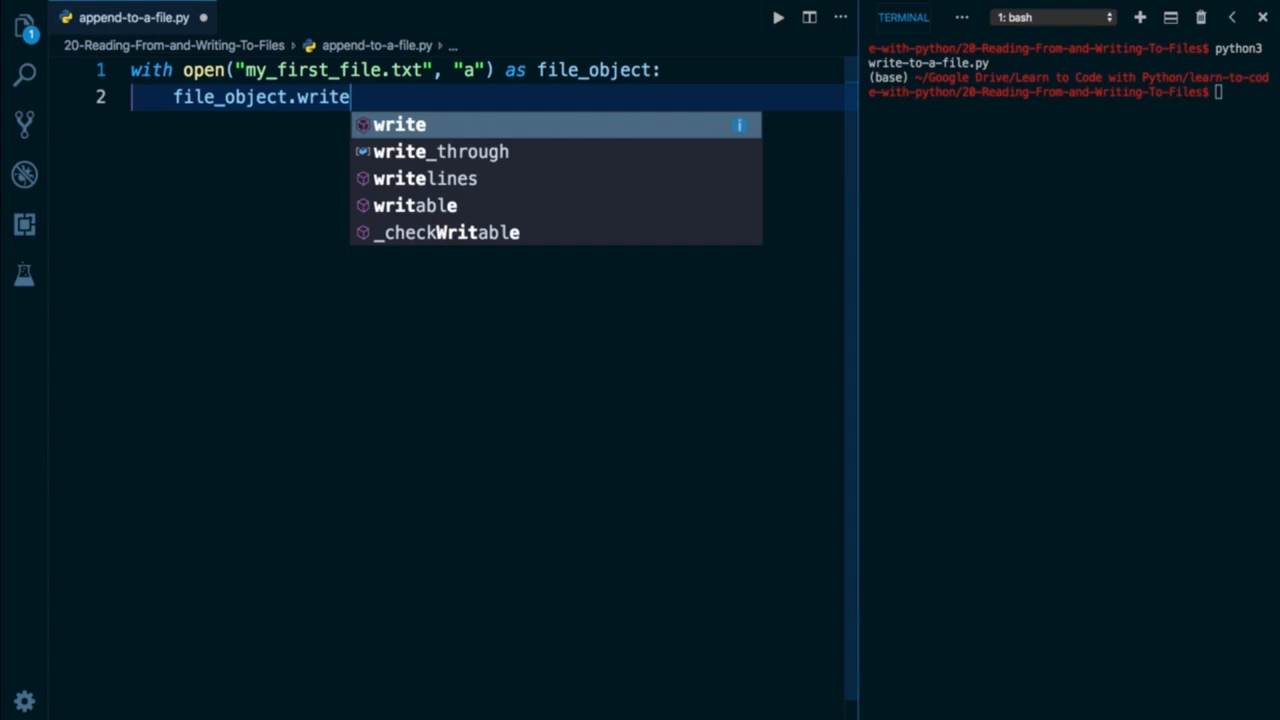 append-to-a-file.py
20-Reading-From-and-Writing-To-Files › append-to-a-file.py › ...
1 with open("my_first_file.txt", "a") as file_object:
2 file_object.write
write
write_through
writelines
writable
_checkWritable
1
TERMINAL ... 1: bash
e-with-python/20-Reading-From-and-Writing-To-Files$ python3
write-to-a-file.py
(base) ~/Google Drive/Learn to Code with Python/learn-to-cod
e-with-python/20-Reading-From-and-Writing-To-Files$